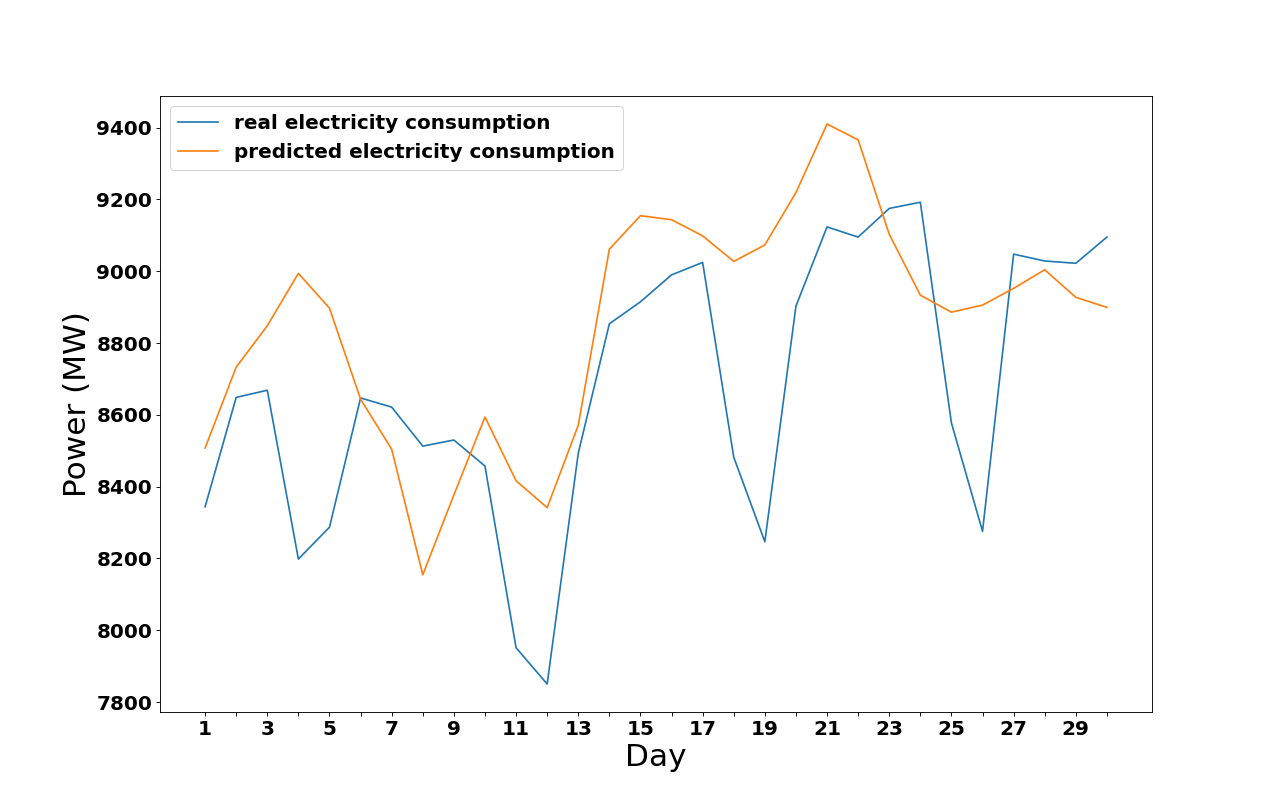 real electricity consumption
predicted electricity consumption
9400
9200
9000
8800
8600
8400
8200
8000
7800
Power (MW)
1 3 5 7 9 11 13 15 17 19 21 23 25 27 29
Day